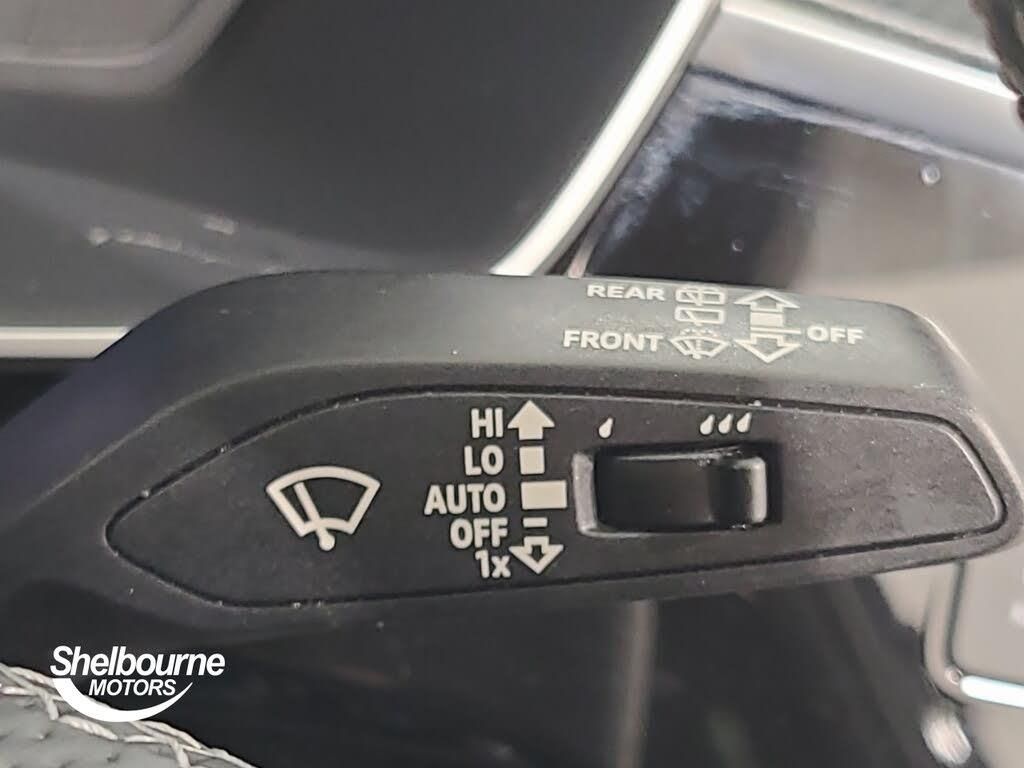 REAR
FRONT OFF
HI
LO
AUTO
OFF
1x
Shelbourne
MOTORS